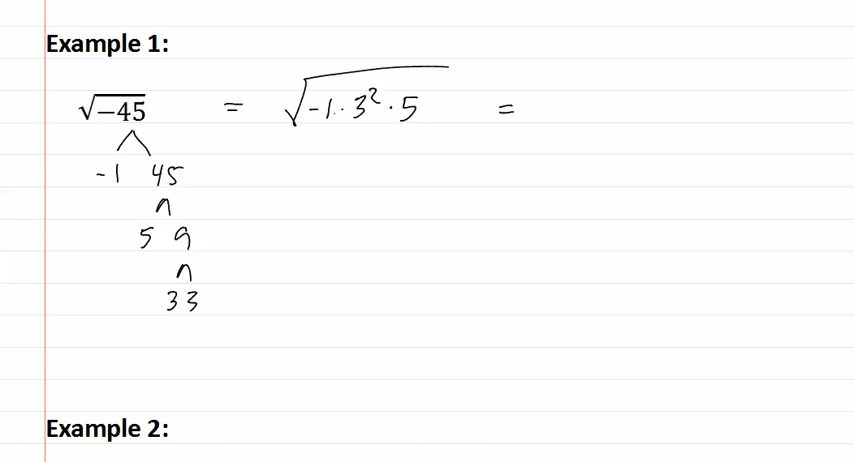 Example 1:
√-45 = √-1 · 3² · 5 =
-1 45
5 9
3 3
Example 2: